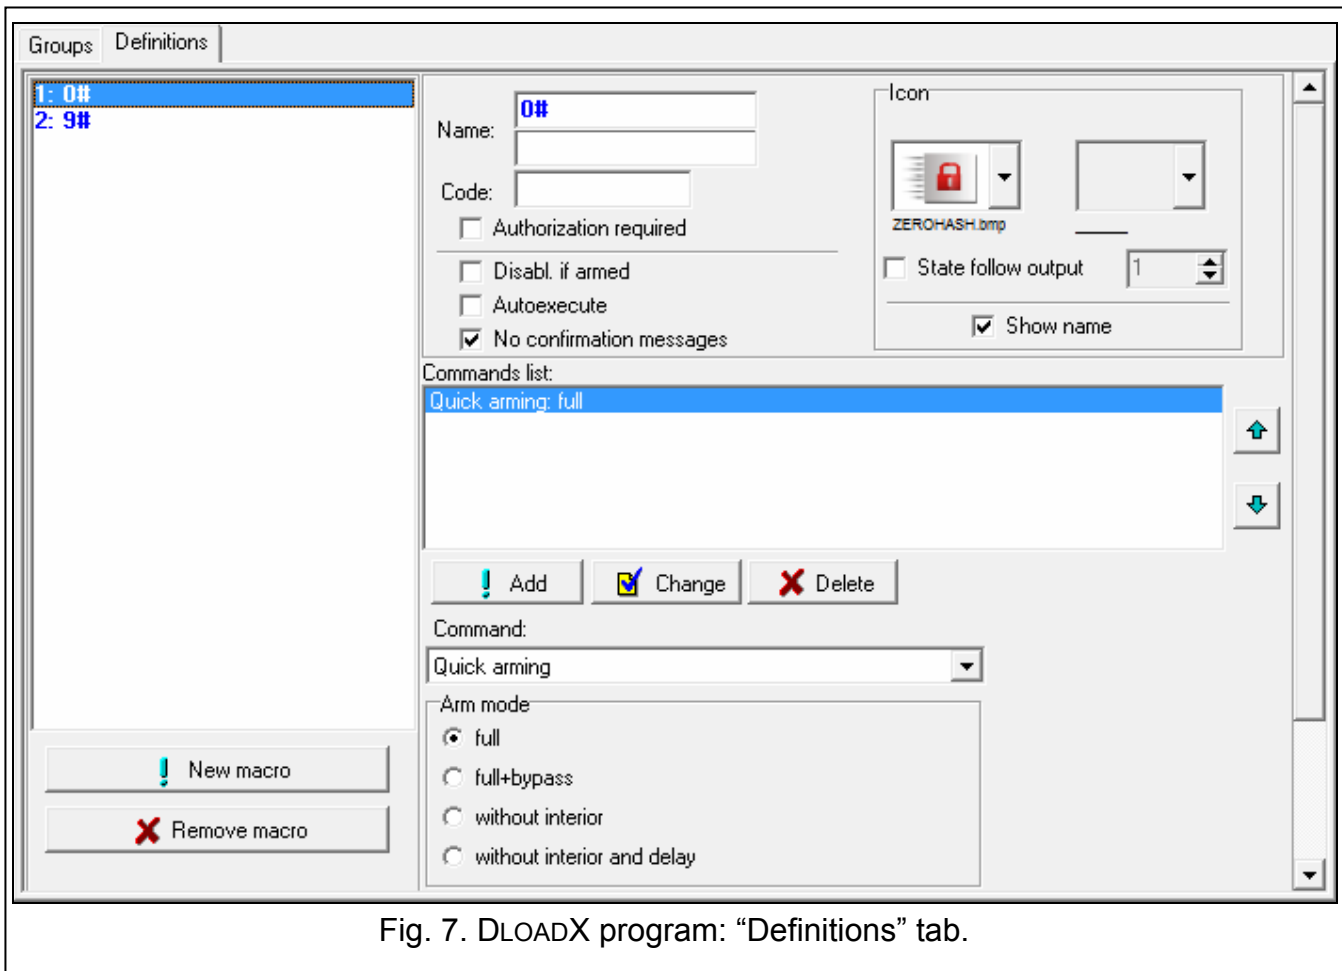 Groups Definitions
1: 0#
2: 9#
New macro
Remove macro
Name: 0#
Code:
Authorization required
Disabl. if armed
Autoexecute
No confirmation messages
Icon
ZEROHASH.bmp
State follow output 1
Show name
Commands list:
Quick arming: full
Add Change Delete
Command:
Quick arming
Arm mode
full
full+bypass
without interior
without interior and delay
Fig. 7. DLOADX program: “Definitions” tab.